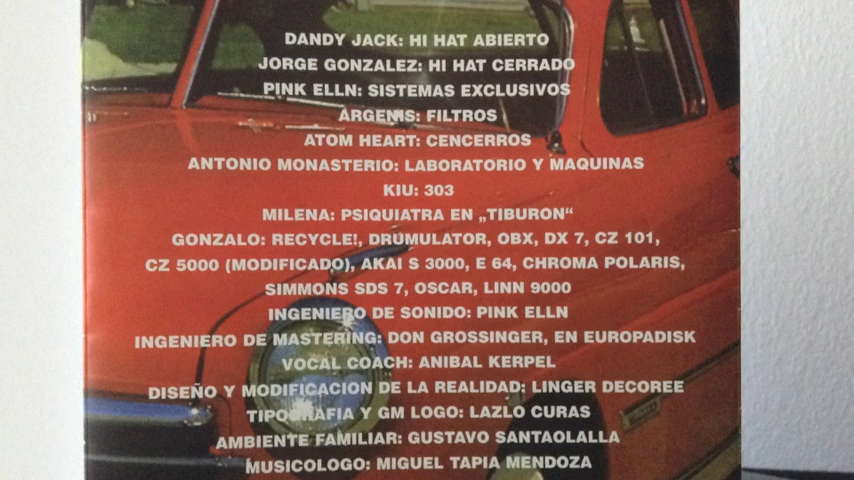 DANDY JACK: HI HAT ABIERTO
JORGE GONZALEZ: HI HAT CERRADO
PINK ELLN: SISTEMAS EXCLUSIVOS
ARGENIS: FILTROS
ATOM HEART: CENCERROS
ANTONIO MONASTERIO: LABORATORIO Y MAQUINAS
KIU: 303
MILENA: PSIQUIATRA EN „TIBURON“
GONZALO: RECYCLE!, DRUMULATOR, OBX, DX 7, CZ 101,
CZ 5000 (MODIFICADO), AKAI S 3000, E 64, CHROMA POLARIS,
SIMMONS SDS 7, OSCAR, LINN 9000
INGENIERO DE SONIDO: PINK ELLN
INGENIERO DE MASTERING: DON GROSSINGER, EN EUROPADISK
VOCAL COACH: ANIBAL KERPEL
DISEÑO Y MODIFICACION DE LA REALIDAD: LINGER DECOREE
TIPOGRAFIA Y GM LOGO: LAZLO CURAS
AMBIENTE FAMILIAR: GUSTAVO SANTAOLALLA
MUSICOLOGO: MIGUEL TAPIA MENDOZA